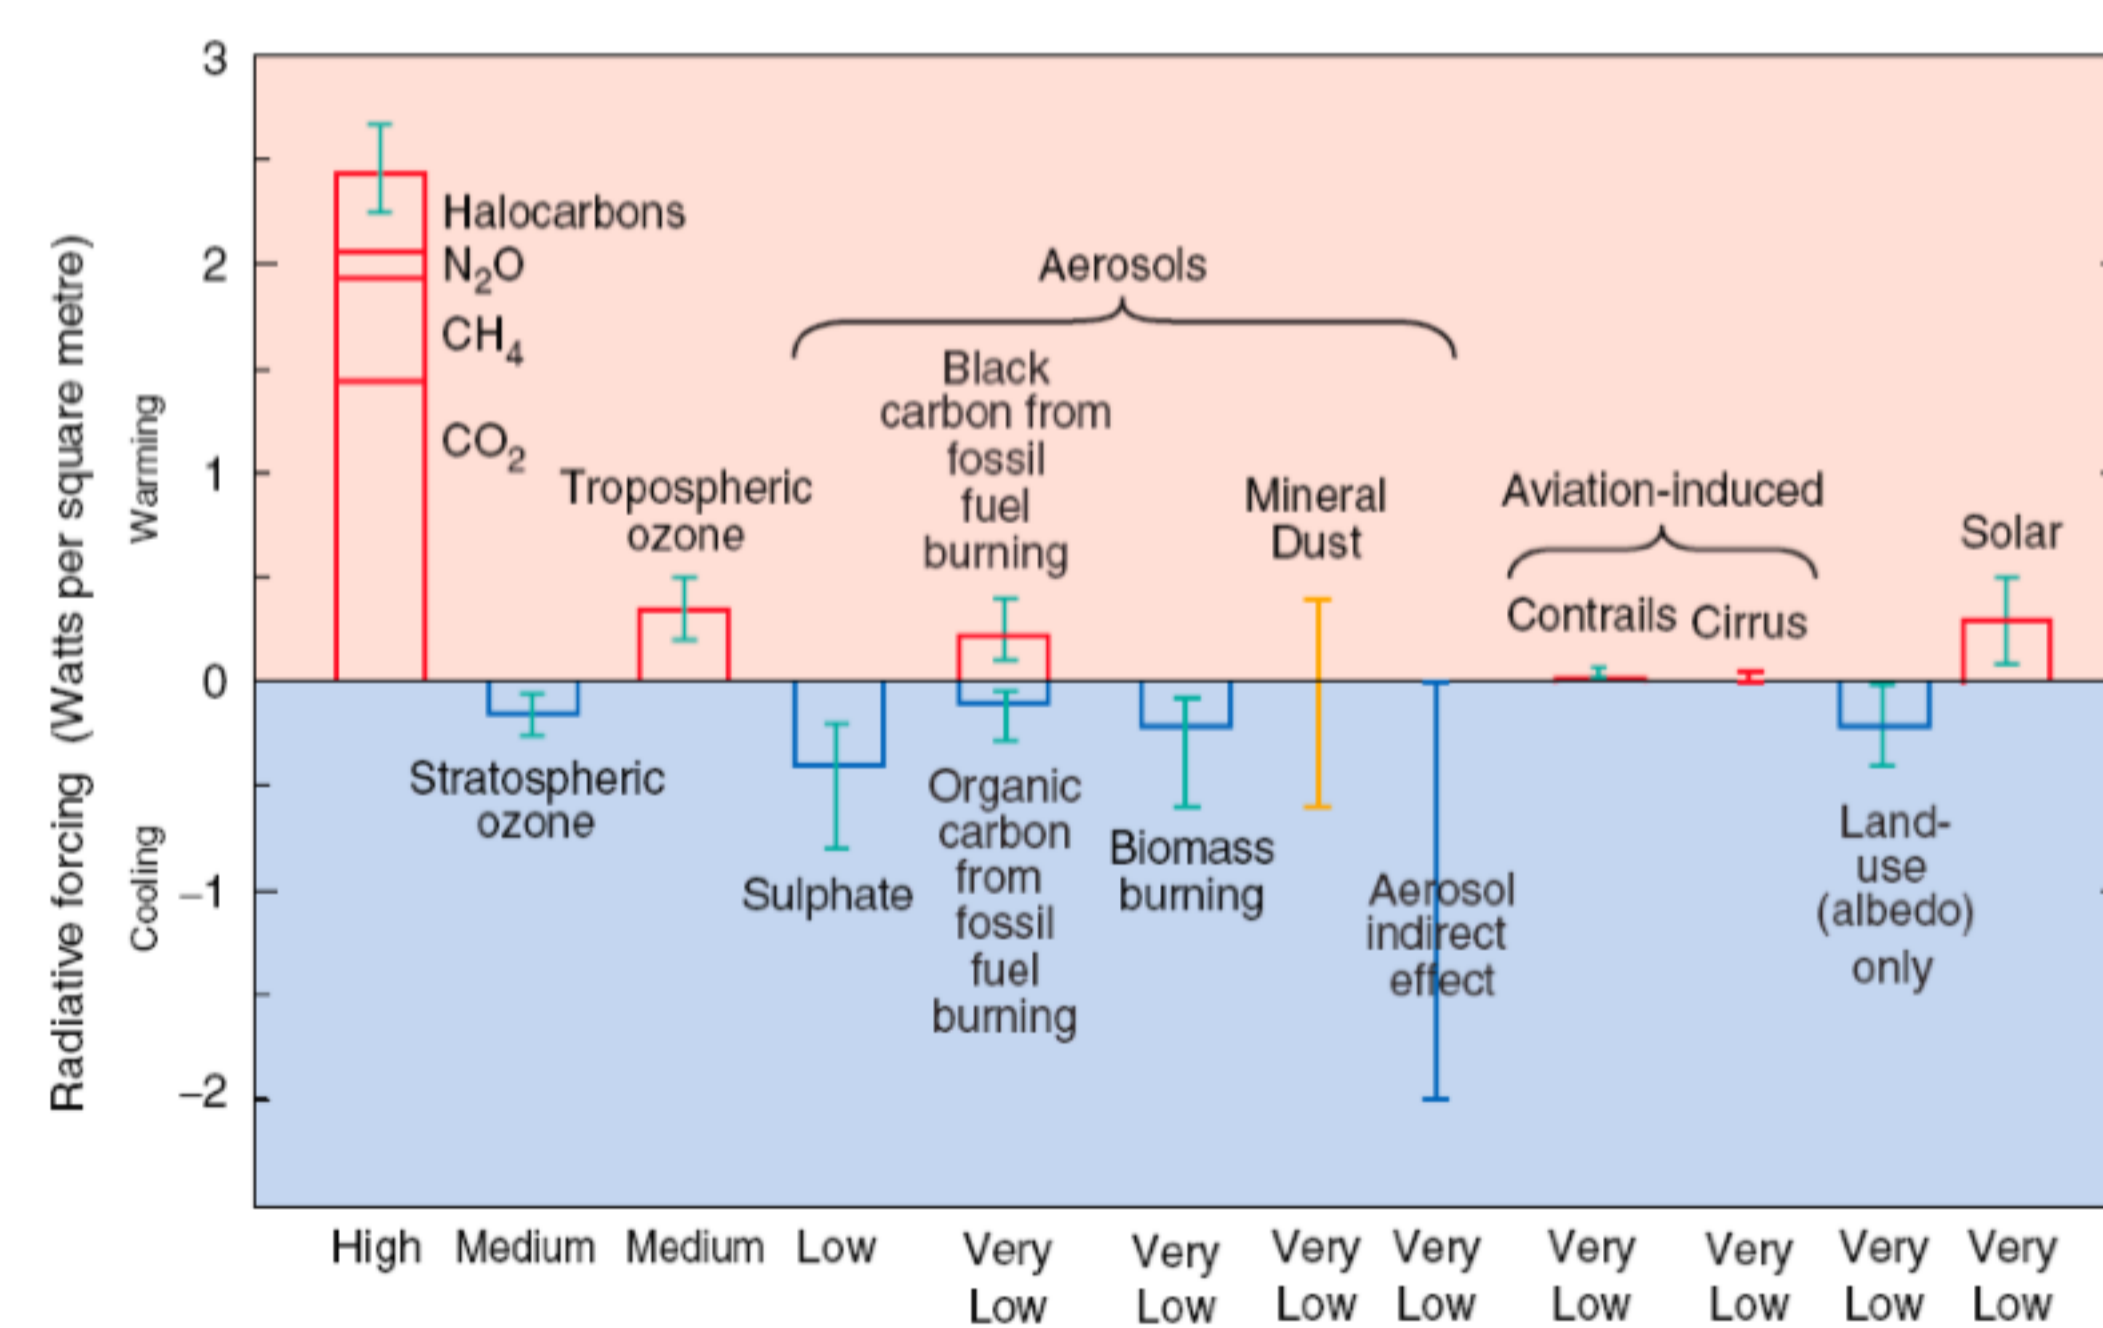 Radiative forcing (Watts per square metre)
Warming
Cooling
3
2
1
0
−1
−2
Halocarbons
N₂O
CH₄
CO₂
Stratospheric
ozone
Tropospheric
ozone
Aerosols
Sulphate
Black
carbon from
fossil
fuel
burning
Organic
carbon
from
fossil
fuel
burning
Biomass
burning
Mineral
Dust
Aerosol
indirect
effect
Aviation-induced
Contrails Cirrus
Land-
use
(albedo)
only
Solar
High Medium Medium Low Very Very Very Very Very Very Very Very
Low Low Low Low Low Low Low Low